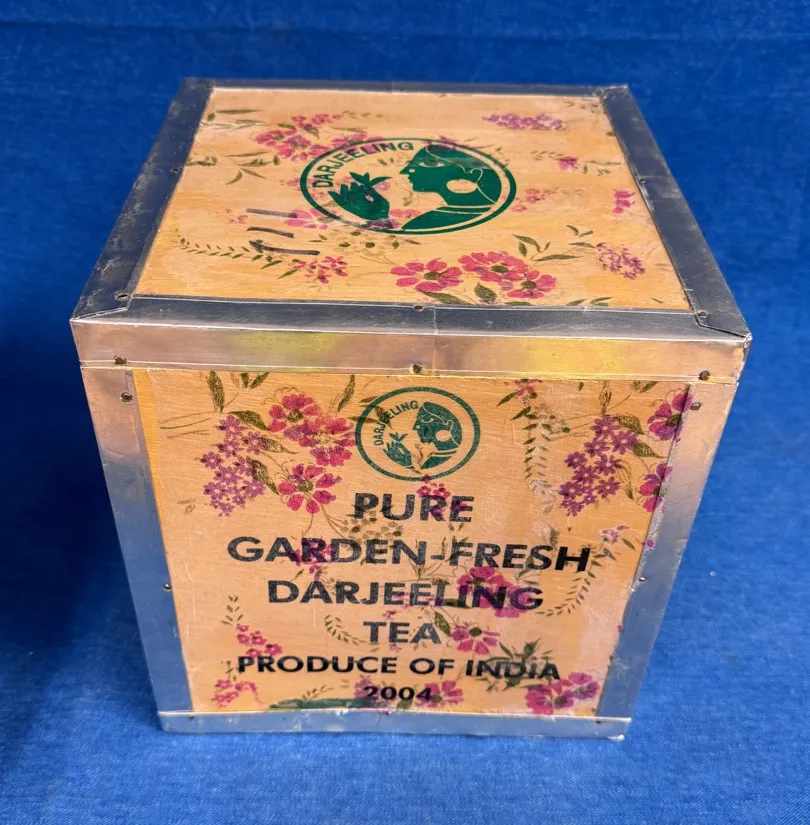 DARJEELING
DARJEELING
PURE
GARDEN-FRESH
DARJEELING
TEA
PRODUCE OF INDIA
2004